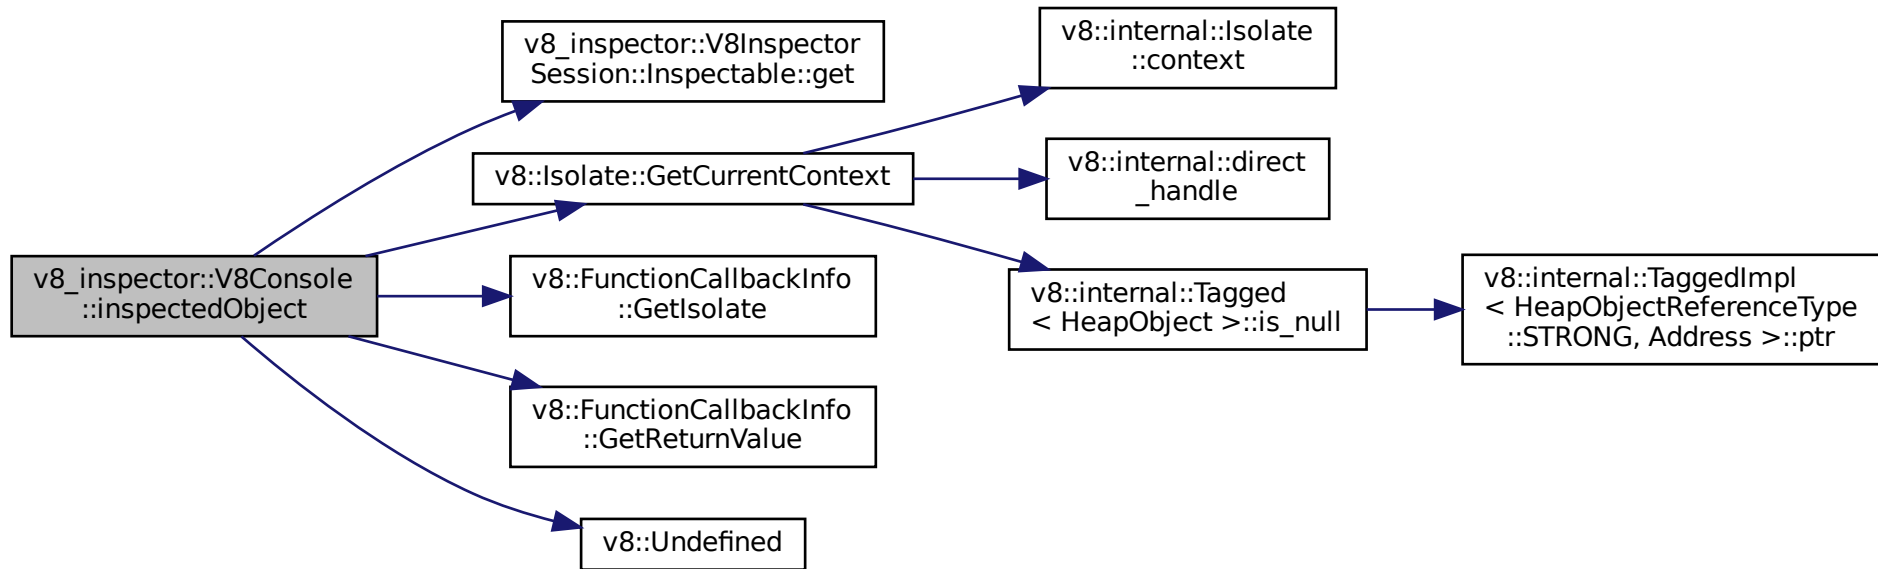 v8_inspector::V8Console
::inspectedObject
v8_inspector::V8Inspector
Session::Inspectable::get
v8::Isolate::GetCurrentContext
v8::internal::Isolate
::context
v8::internal::direct
_handle
v8::internal::Tagged
< HeapObject >::is_null
v8::internal::TaggedImpl
< HeapObjectReferenceType
::STRONG, Address >::ptr
v8::FunctionCallbackInfo
::GetIsolate
v8::FunctionCallbackInfo
::GetReturnValue
v8::Undefined